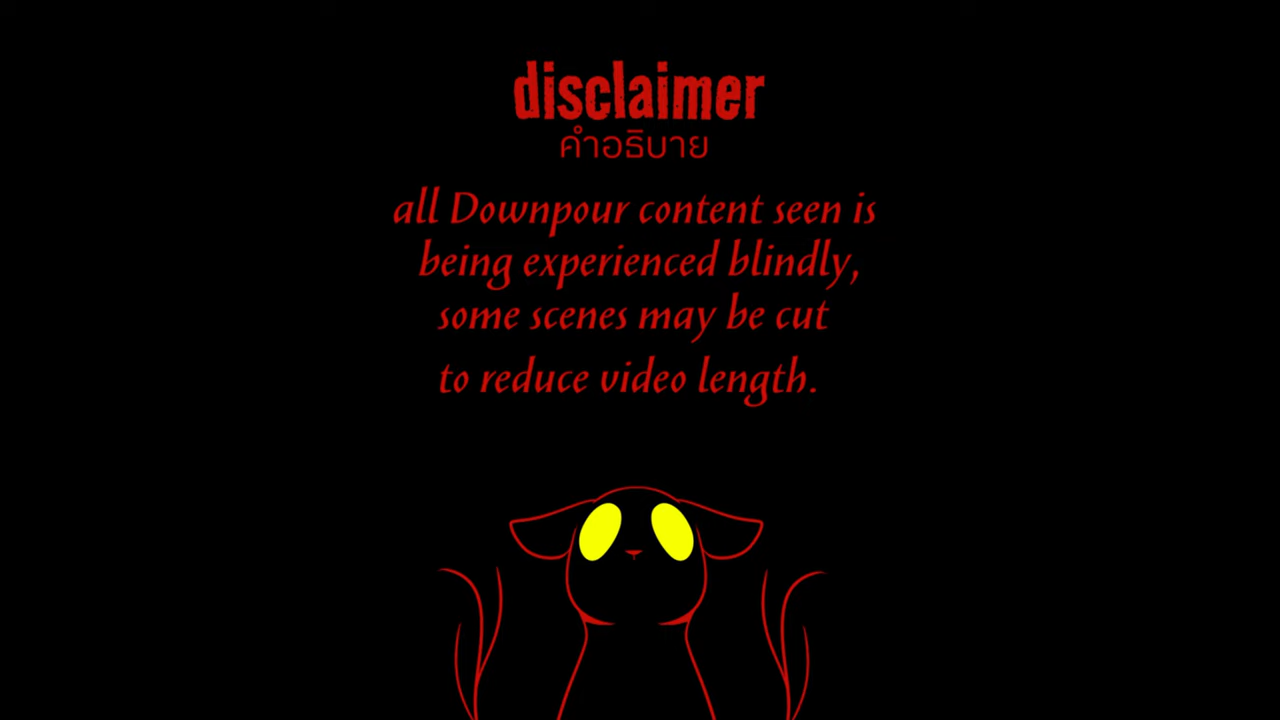 disclaimer
คำอธิบาย
all Downpour content seen is
being experienced blindly,
some scenes may be cut
to reduce video length.